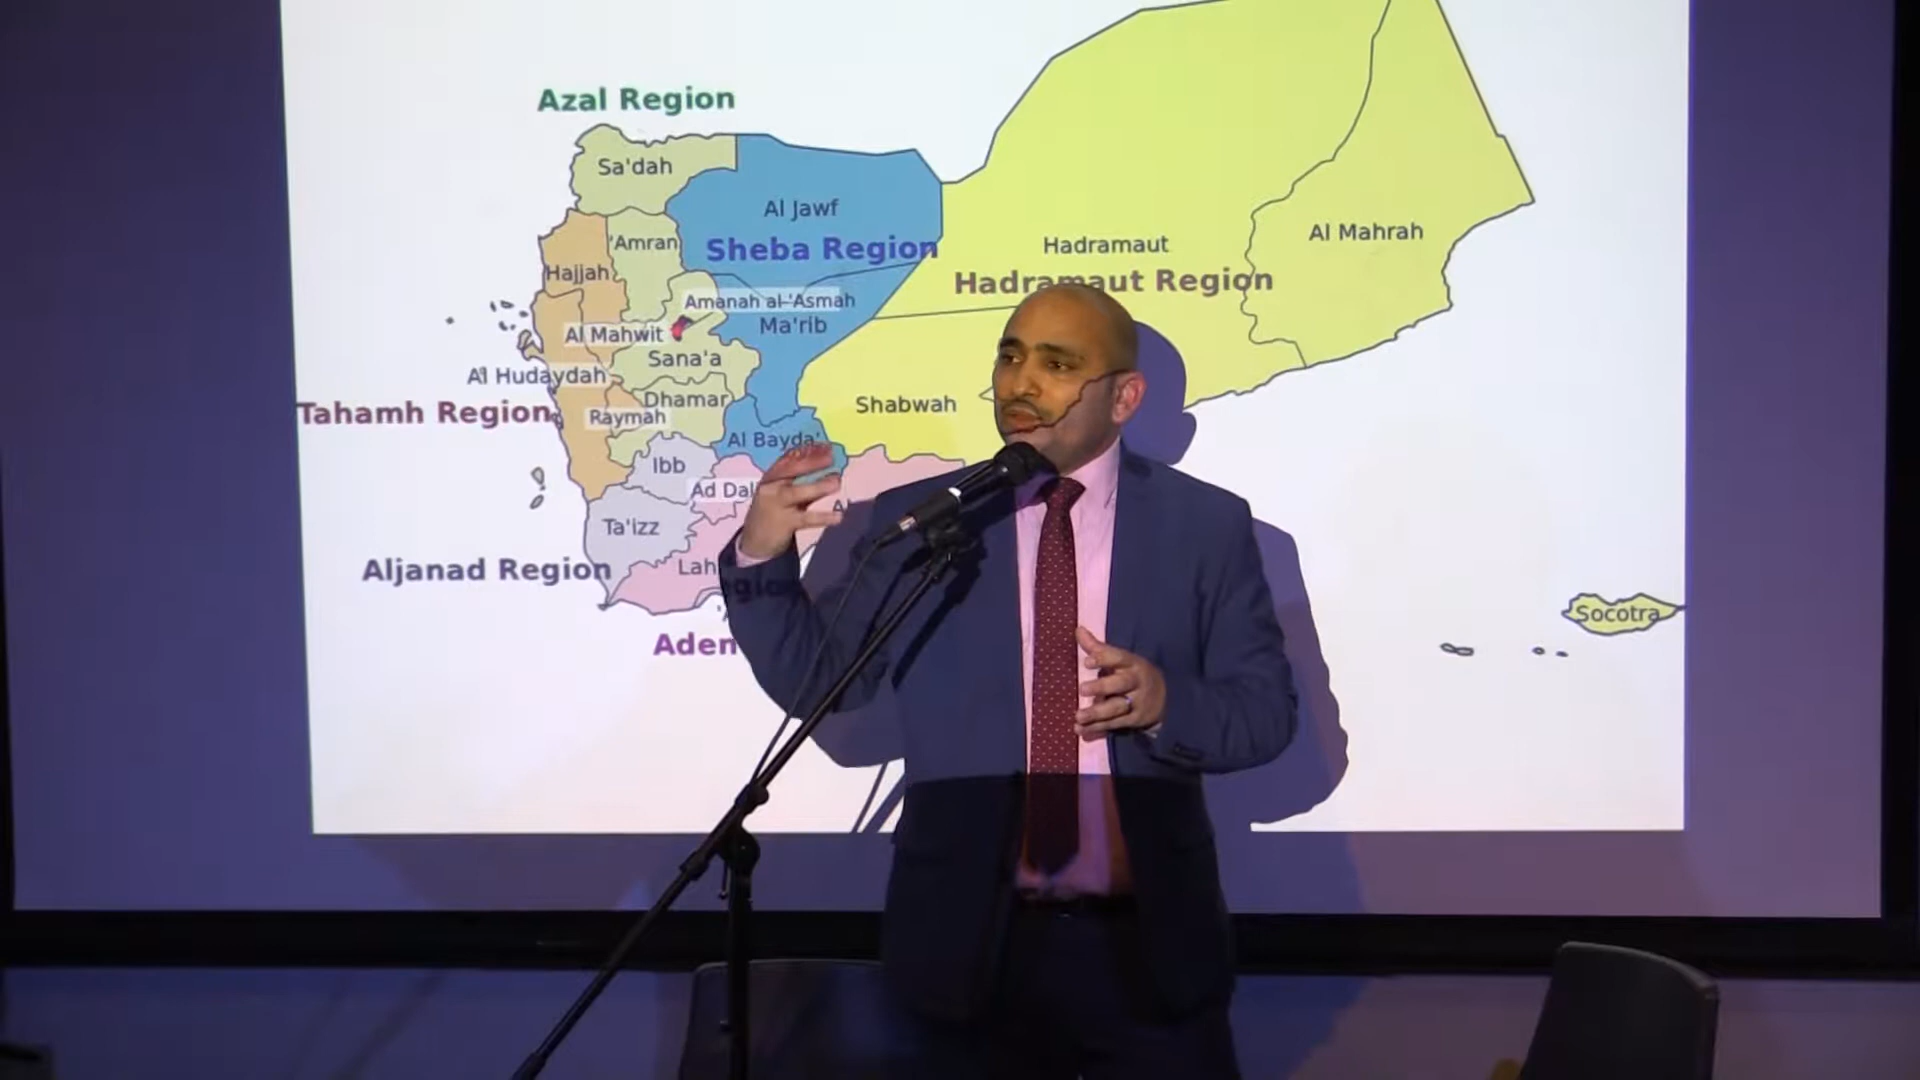 Azal Region
Sa'dah
Al Jawf
'Amran
Sheba Region
Al Mahrah
Hadramaut
Hajjah
Hadramaut Region
Amanah al-'Asmah
Ma'rib
Al Mahwit
Sana'a
Al Hudaydah
Dhamar
Shabwah
Tahamh Region
Raymah
Al Bayda'
Ibb
Ad Dal
Ta'izz
Aljanad Region
Lah
Socotra
Aden